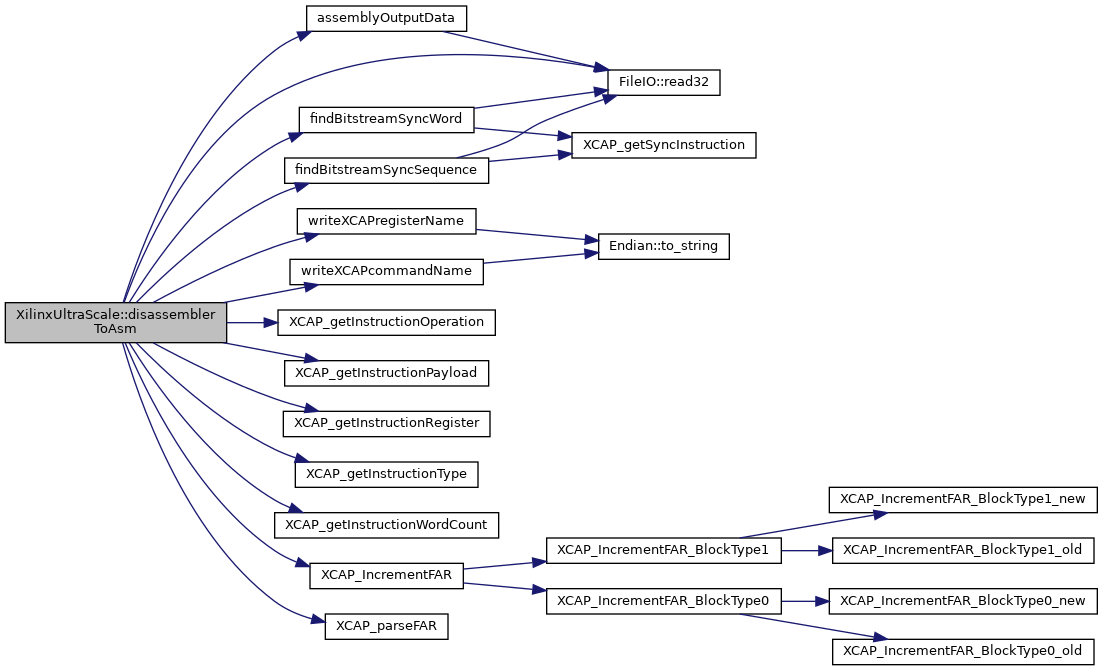 assemblyOutputData
FileIO::read32
findBitstreamSyncWord
XCAP_getSyncInstruction
findBitstreamSyncSequence
writeXCAPregisterName
Endian::to_string
writeXCAPcommandName
XilinxUltraScale::disassembler
ToAsm
XCAP_getInstructionOperation
XCAP_getInstructionPayload
XCAP_getInstructionRegister
XCAP_getInstructionType
XCAP_getInstructionWordCount
XCAP_IncrementFAR
XCAP_IncrementFAR_BlockType1
XCAP_IncrementFAR_BlockType1_new
XCAP_IncrementFAR_BlockType1_old
XCAP_IncrementFAR_BlockType0
XCAP_IncrementFAR_BlockType0_new
XCAP_IncrementFAR_BlockType0_old
XCAP_parseFAR